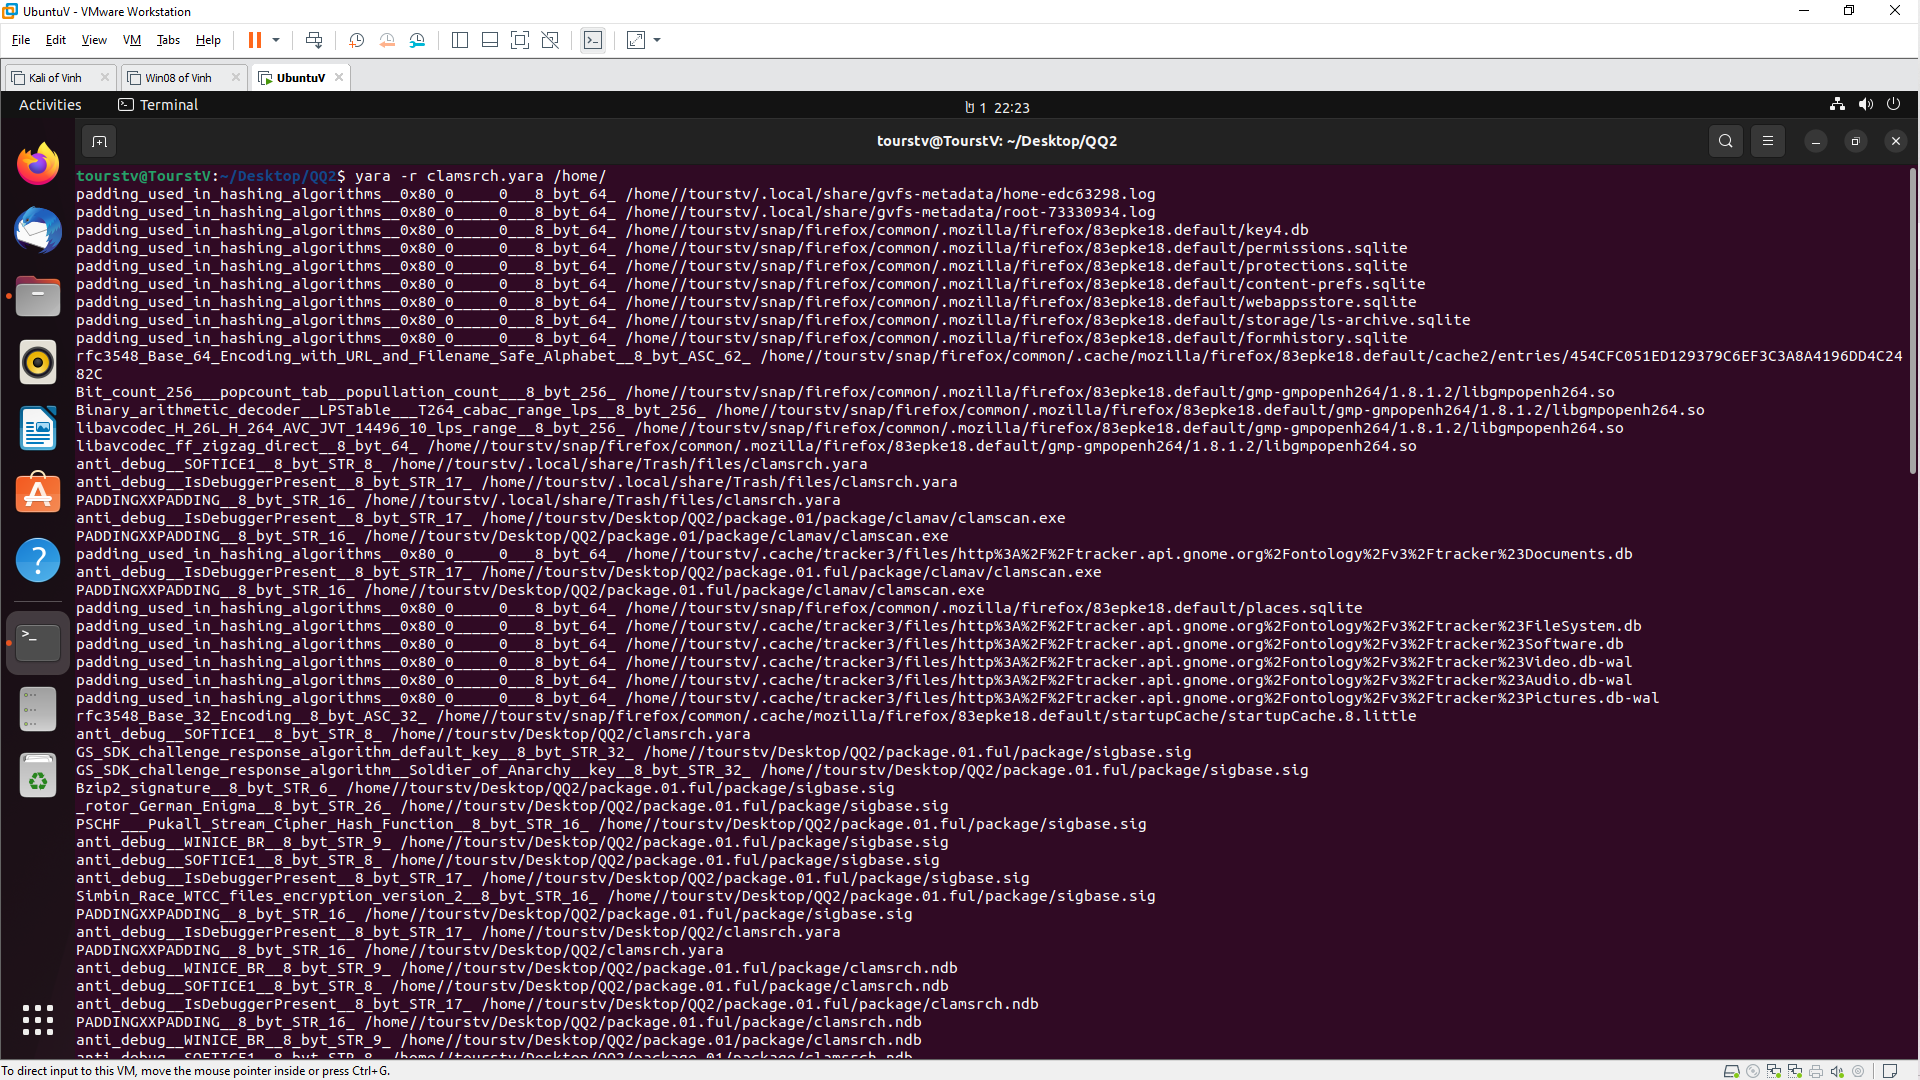 UbuntuV - VMware Workstation
File Edit View VM Tabs Help
Kali of Vinh
Win08 of Vinh
UbuntuV
Activities
Terminal
1 22:23
tourstv@TourstV: ~/Desktop/QQ2
tourstv@TourstV:~/Desktop/QQ2$ yara -r clamsrch.yara /home/
padding_used_in_hashing_algorithms__0x80_0_____0___8_byt_64_ /home//tourstv/.local/share/gvfs-metadata/home-edc63298.log
padding_used_in_hashing_algorithms__0x80_0_____0___8_byt_64_ /home//tourstv/.local/share/gvfs-metadata/root-73330934.log
padding_used_in_hashing_algorithms__0x80_0_____0___8_byt_64_ /home//tourstv/snap/firefox/common/.mozilla/firefox/83epke18.default/key4.db
padding_used_in_hashing_algorithms__0x80_0_____0___8_byt_64_ /home//tourstv/snap/firefox/common/.mozilla/firefox/83epke18.default/permissions.sqlite
padding_used_in_hashing_algorithms__0x80_0_____0___8_byt_64_ /home//tourstv/snap/firefox/common/.mozilla/firefox/83epke18.default/protections.sqlite
padding_used_in_hashing_algorithms__0x80_0_____0___8_byt_64_ /home//tourstv/snap/firefox/common/.mozilla/firefox/83epke18.default/content-prefs.sqlite
padding_used_in_hashing_algorithms__0x80_0_____0___8_byt_64_ /home//tourstv/snap/firefox/common/.mozilla/firefox/83epke18.default/webappsstore.sqlite
padding_used_in_hashing_algorithms__0x80_0_____0___8_byt_64_ /home//tourstv/snap/firefox/common/.mozilla/firefox/83epke18.default/storage/ls-archive.sqlite
padding_used_in_hashing_algorithms__0x80_0_____0___8_byt_64_ /home//tourstv/snap/firefox/common/.mozilla/firefox/83epke18.default/formhistory.sqlite
rfc3548_Base_64_Encoding_with_URL_and_Filename_Safe_Alphabet__8_byt_ASC_62_ /home//tourstv/snap/firefox/common/.cache/mozilla/firefox/83epke18.default/cache2/entries/454CFC051ED129379C6EF3C3A8A4196DD4C24
82C
Bit_count_256___popcount_tab__popullation_count___8_byt_256_ /home//tourstv/snap/firefox/common/.mozilla/firefox/83epke18.default/gmp-gmpopenh264/1.8.1.2/libgmpopenh264.so
Binary_arithmetic_decoder__LPSTable___T264_cabac_range_lps__8_byt_256_ /home//tourstv/snap/firefox/common/.mozilla/firefox/83epke18.default/gmp-gmpopenh264/1.8.1.2/libgmpopenh264.so
libavcodec_H_26L_H_264_AVC_JVT_14496_10_lps_range__8_byt_256_ /home//tourstv/snap/firefox/common/.mozilla/firefox/83epke18.default/gmp-gmpopenh264/1.8.1.2/libgmpopenh264.so
libavcodec_ff_zigzag_direct__8_byt_64_ /home//tourstv/snap/firefox/common/.mozilla/firefox/83epke18.default/gmp-gmpopenh264/1.8.1.2/libgmpopenh264.so
anti_debug__SOFTICE1__8_byt_STR_8_ /home//tourstv/.local/share/Trash/files/clamsrch.yara
anti_debug__IsDebuggerPresent__8_byt_STR_17_ /home//tourstv/.local/share/Trash/files/clamsrch.yara
PADDINGXXPADDING__8_byt_STR_16_ /home//tourstv/.local/share/Trash/files/clamsrch.yara
anti_debug__IsDebuggerPresent__8_byt_STR_17_ /home//tourstv/Desktop/QQ2/package.01/package/clamav/clamscan.exe
PADDINGXXPADDING__8_byt_STR_16_ /home//tourstv/Desktop/QQ2/package.01/package/clamav/clamscan.exe
padding_used_in_hashing_algorithms__0x80_0_____0___8_byt_64_ /home//tourstv/.cache/tracker3/files/http%3A%2F%2Ftracker.api.gnome.org%2Fontology%2Fv3%2Ftracker%23Documents.db
anti_debug__IsDebuggerPresent__8_byt_STR_17_ /home//tourstv/Desktop/QQ2/package.01.ful/package/clamav/clamscan.exe
PADDINGXXPADDING__8_byt_STR_16_ /home//tourstv/Desktop/QQ2/package.01.ful/package/clamav/clamscan.exe
padding_used_in_hashing_algorithms__0x80_0_____0___8_byt_64_ /home//tourstv/snap/firefox/common/.mozilla/firefox/83epke18.default/places.sqlite
padding_used_in_hashing_algorithms__0x80_0_____0___8_byt_64_ /home//tourstv/.cache/tracker3/files/http%3A%2F%2Ftracker.api.gnome.org%2Fontology%2Fv3%2Ftracker%23FileSystem.db
padding_used_in_hashing_algorithms__0x80_0_____0___8_byt_64_ /home//tourstv/.cache/tracker3/files/http%3A%2F%2Ftracker.api.gnome.org%2Fontology%2Fv3%2Ftracker%23Software.db
padding_used_in_hashing_algorithms__0x80_0_____0___8_byt_64_ /home//tourstv/.cache/tracker3/files/http%3A%2F%2Ftracker.api.gnome.org%2Fontology%2Fv3%2Ftracker%23Video.db-wal
padding_used_in_hashing_algorithms__0x80_0_____0___8_byt_64_ /home//tourstv/.cache/tracker3/files/http%3A%2F%2Ftracker.api.gnome.org%2Fontology%2Fv3%2Ftracker%23Audio.db-wal
padding_used_in_hashing_algorithms__0x80_0_____0___8_byt_64_ /home//tourstv/.cache/tracker3/files/http%3A%2F%2Ftracker.api.gnome.org%2Fontology%2Fv3%2Ftracker%23Pictures.db-wal
rfc3548_Base_32_Encoding__8_byt_ASC_32_ /home//tourstv/snap/firefox/common/.cache/mozilla/firefox/83epke18.default/startupCache/startupCache.8.little
anti_debug__SOFTICE1__8_byt_STR_8_ /home//tourstv/Desktop/QQ2/clamsrch.yara
GS_SDK_challenge_response_algorithm_default_key__8_byt_STR_32_ /home//tourstv/Desktop/QQ2/package.01.ful/package/sigbase.sig
GS_SDK_challenge_response_algorithm__Soldier_of_Anarchy__key__8_byt_STR_32_ /home//tourstv/Desktop/QQ2/package.01.ful/package/sigbase.sig
Bzip2_signature__8_byt_STR_6_ /home//tourstv/Desktop/QQ2/package.01.ful/package/sigbase.sig
_rotor_German_Enigma__8_byt_STR_26_ /home//tourstv/Desktop/QQ2/package.01.ful/package/sigbase.sig
PSCHF___Pukall_Stream_Cipher_Hash_Function__8_byt_STR_16_ /home//tourstv/Desktop/QQ2/package.01.ful/package/sigbase.sig
anti_debug__WINICE_BR__8_byt_STR_9_ /home//tourstv/Desktop/QQ2/package.01.ful/package/sigbase.sig
anti_debug__SOFTICE1__8_byt_STR_8_ /home//tourstv/Desktop/QQ2/package.01.ful/package/sigbase.sig
anti_debug__IsDebuggerPresent__8_byt_STR_17_ /home//tourstv/Desktop/QQ2/package.01.ful/package/sigbase.sig
Simbin_Race_WTCC_files_encryption_version_2__8_byt_STR_16_ /home//tourstv/Desktop/QQ2/package.01.ful/package/sigbase.sig
PADDINGXXPADDING__8_byt_STR_16_ /home//tourstv/Desktop/QQ2/package.01.ful/package/sigbase.sig
anti_debug__IsDebuggerPresent__8_byt_STR_17_ /home//tourstv/Desktop/QQ2/clamsrch.yara
PADDINGXXPADDING__8_byt_STR_16_ /home//tourstv/Desktop/QQ2/clamsrch.yara
anti_debug__WINICE_BR__8_byt_STR_9_ /home//tourstv/Desktop/QQ2/package.01.ful/package/clamsrch.ndb
anti_debug__SOFTICE1__8_byt_STR_8_ /home//tourstv/Desktop/QQ2/package.01.ful/package/clamsrch.ndb
anti_debug__IsDebuggerPresent__8_byt_STR_17_ /home//tourstv/Desktop/QQ2/package.01.ful/package/clamsrch.ndb
PADDINGXXPADDING__8_byt_STR_16_ /home//tourstv/Desktop/QQ2/package.01.ful/package/clamsrch.ndb
anti_debug__WINICE_BR__8_byt_STR_9_ /home//tourstv/Desktop/QQ2/package.01/package/clamsrch.ndb
anti_debug__SOFTICE1__8_byt_STR_8_ /home//tourstv/Desktop/QQ2/package.01/package/clamsrch.ndb
To direct input to this VM, move the mouse pointer inside or press Ctrl+G.